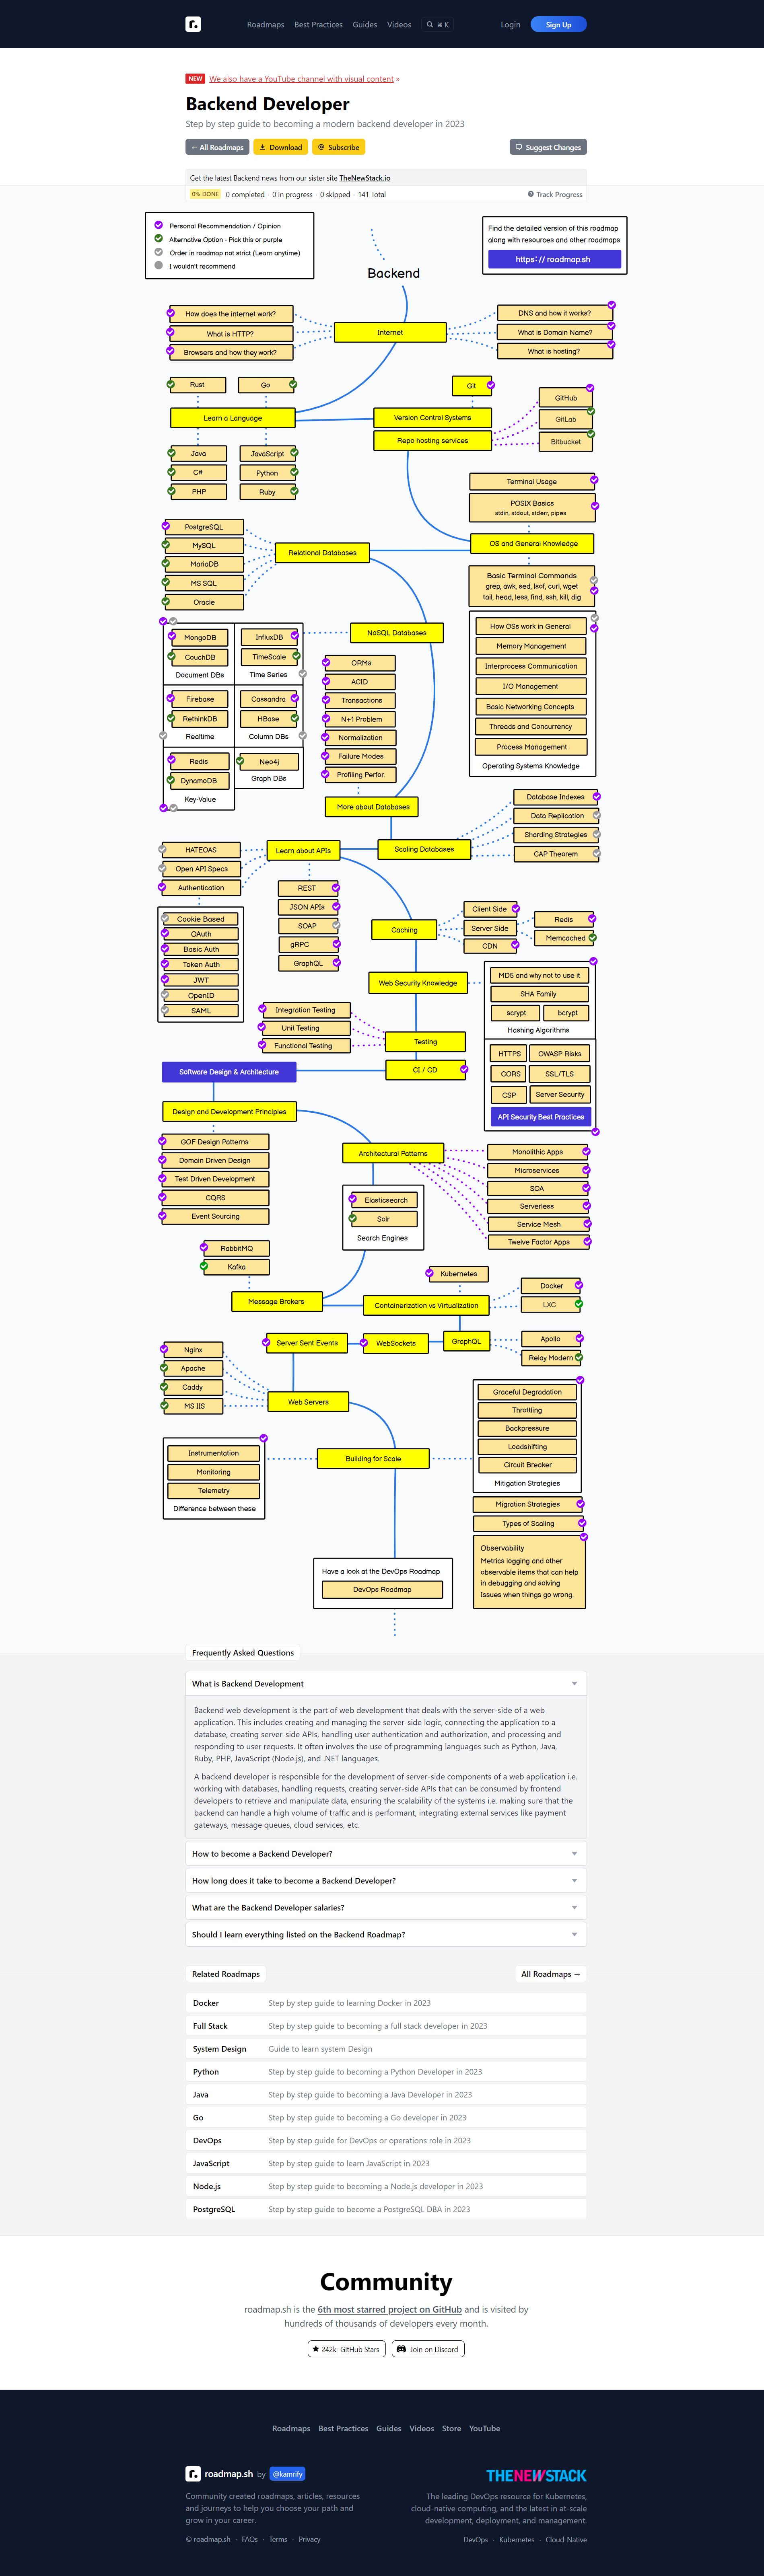 Roadmaps Best Practices Guides Videos ⌘ K Login Sign Up
NEW We also have a YouTube channel with visual content »
Backend Developer
Step by step guide to becoming a modern backend developer in 2023
← All Roadmaps Download Subscribe Suggest Changes
Get the latest Backend news from our sister site TheNewStack.io
0% DONE 0 completed · 0 in progress · 0 skipped · 141 Total Track Progress
Personal Recommendation / Opinion
Alternative Option - Pick this or purple
Order in roadmap not strict (Learn anytime)
I wouldn't recommend
Find the detailed version of this roadmap
along with resources and other roadmaps
https://roadmap.sh
Backend
How does the internet work?
What is HTTP?
Browsers and how they work?
Internet
DNS and how it works?
What is Domain Name?
What is hosting?
Rust
Go
Learn a Language
Java
JavaScript
C#
Python
PHP
Ruby
Git
Version Control Systems
Repo hosting services
GitHub
GitLab
Bitbucket
Terminal Usage
POSIX Basics
stdin, stdout, stderr, pipes
OS and General Knowledge
Basic Terminal Commands
grep, awk, sed, lsof, curl, wget
tail, head, less, find, ssh, kill, dig
How OSs work in General
Memory Management
Interprocess Communication
I/O Management
Basic Networking Concepts
Threads and Concurrency
Process Management
Operating Systems Knowledge
PostgreSQL
MySQL
MariaDB
MS SQL
Oracle
Relational Databases
NoSQL Databases
MongoDB
CouchDB
Document DBs
InfluxDB
TimeScale
Time Series
Firebase
RethinkDB
Realtime
Cassandra
HBase
Column DBs
Redis
DynamoDB
Key-Value
Neo4j
Graph DBs
ORMs
ACID
Transactions
N+1 Problem
Normalization
Failure Modes
Profiling Perfor.
More about Databases
Database Indexes
Data Replication
Sharding Strategies
CAP Theorem
Scaling Databases
Learn about APIs
HATEOAS
Open API Specs
Authentication
Cookie Based
OAuth
Basic Auth
Token Auth
JWT
OpenID
SAML
REST
JSON APIs
SOAP
gRPC
GraphQL
Caching
Client Side
Server Side
CDN
Redis
Memcached
Web Security Knowledge
MD5 and why not to use it
SHA Family
scrypt
bcrypt
Hashing Algorithms
HTTPS
OWASP Risks
CORS
SSL/TLS
CSP
Server Security
API Security Best Practices
Integration Testing
Unit Testing
Functional Testing
Testing
CI / CD
Software Design & Architecture
Design and Development Principles
GOF Design Patterns
Domain Driven Design
Test Driven Development
CQRS
Event Sourcing
Architectural Patterns
Monolithic Apps
Microservices
SOA
Serverless
Service Mesh
Twelve Factor Apps
Elasticsearch
Solr
Search Engines
RabbitMQ
Kafka
Message Brokers
Kubernetes
Containerization vs Virtualization
Docker
LXC
Server Sent Events
WebSockets
GraphQL
Apollo
Relay Modern
Nginx
Apache
Caddy
MS IIS
Web Servers
Graceful Degradation
Throttling
Backpressure
Loadshifting
Circuit Breaker
Mitigation Strategies
Instrumentation
Monitoring
Telemetry
Difference between these
Building for Scale
Migration Strategies
Types of Scaling
Observability
Metrics logging and other
observable items that can help
in debugging and solving
Issues when things go wrong.
Have a look at the DevOps Roadmap
DevOps Roadmap
Frequently Asked Questions
What is Backend Development
Backend web development is the part of web development that deals with the server-side of a web
application. This includes creating and managing the server-side logic, connecting the application to a
database, creating server-side APIs, handling user authentication and authorization, and processing and
responding to user requests. It often involves the use of programming languages such as Python, Java,
Ruby, PHP, JavaScript (Node.js), and .NET languages.
A backend developer is responsible for the development of server-side components of a web application i.e.
working with databases, handling requests, creating server-side APIs that can be consumed by frontend
developers to retrieve and manipulate data, ensuring the scalability of the systems i.e. making sure that the
backend can handle a high volume of traffic and is performant, integrating external services like payment
gateways, message queues, cloud services, etc.
How to become a Backend Developer?
How long does it take to become a Backend Developer?
What are the Backend Developer salaries?
Should I learn everything listed on the Backend Roadmap?
Related Roadmaps All Roadmaps →
Docker Step by step guide to learning Docker in 2023
Full Stack Step by step guide to becoming a full stack developer in 2023
System Design Guide to learn system Design
Python Step by step guide to becoming a Python Developer in 2023
Java Step by step guide to becoming a Java Developer in 2023
Go Step by step guide to becoming a Go developer in 2023
DevOps Step by step guide for DevOps or operations role in 2023
JavaScript Step by step guide to learn JavaScript in 2023
Node.js Step by step guide to becoming a Node.js developer in 2023
PostgreSQL Step by step guide to become a PostgreSQL DBA in 2023
Community
roadmap.sh is the 6th most starred project on GitHub and is visited by
hundreds of thousands of developers every month.
242k GitHub Stars Join on Discord
Roadmaps Best Practices Guides Videos Store YouTube
r. roadmap.sh by @kamrify
Community created roadmaps, articles, resources
and journeys to help you choose your path and
grow in your career.
© roadmap.sh · FAQs · Terms · Privacy
THENEWSTACK
The leading DevOps resource for Kubernetes,
cloud-native computing, and the latest in at-scale
development, deployment, and management.
DevOps · Kubernetes · Cloud-Native